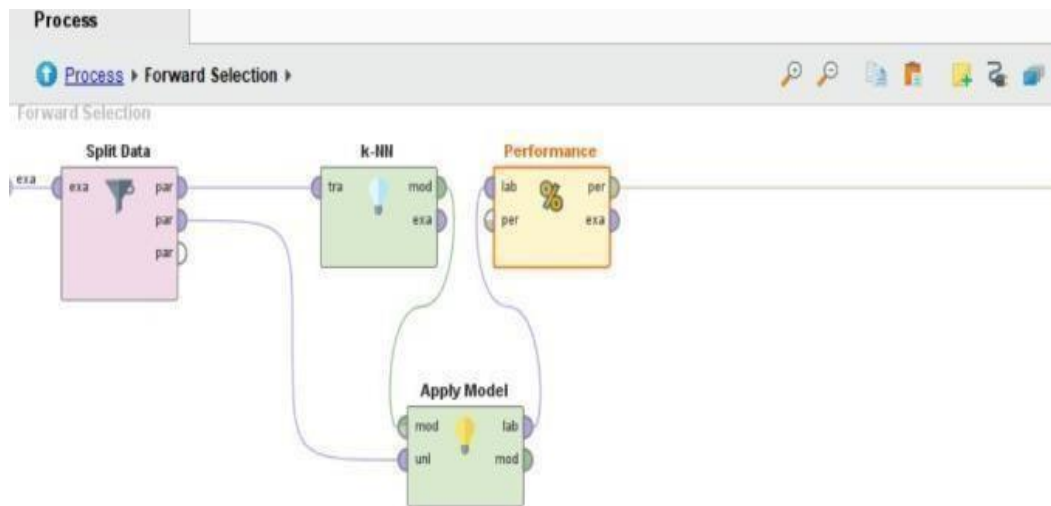 Process
Process ▸ Forward Selection ▸
Forward Selection
Split Data
k-NN
Performance
exa
exa
par
par
par
tra
mod
exa
lab
%
per
per
exa
Apply Model
mod
lab
unl
mod